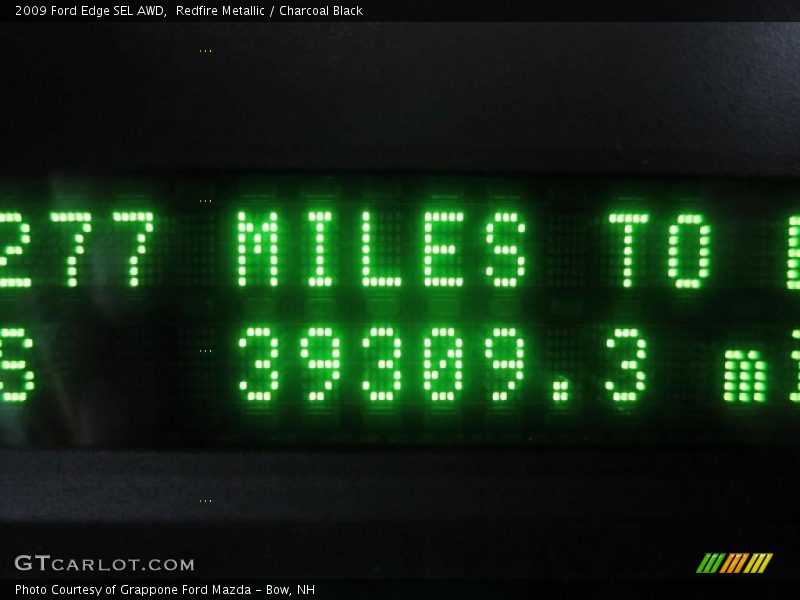 2009 Ford Edge SEL AWD, Redfire Metallic / Charcoal Black
277 MILES TO
S 39309.3 mi
GTCARLOT.COM
Photo Courtesy of Grappone Ford Mazda - Bow, NH